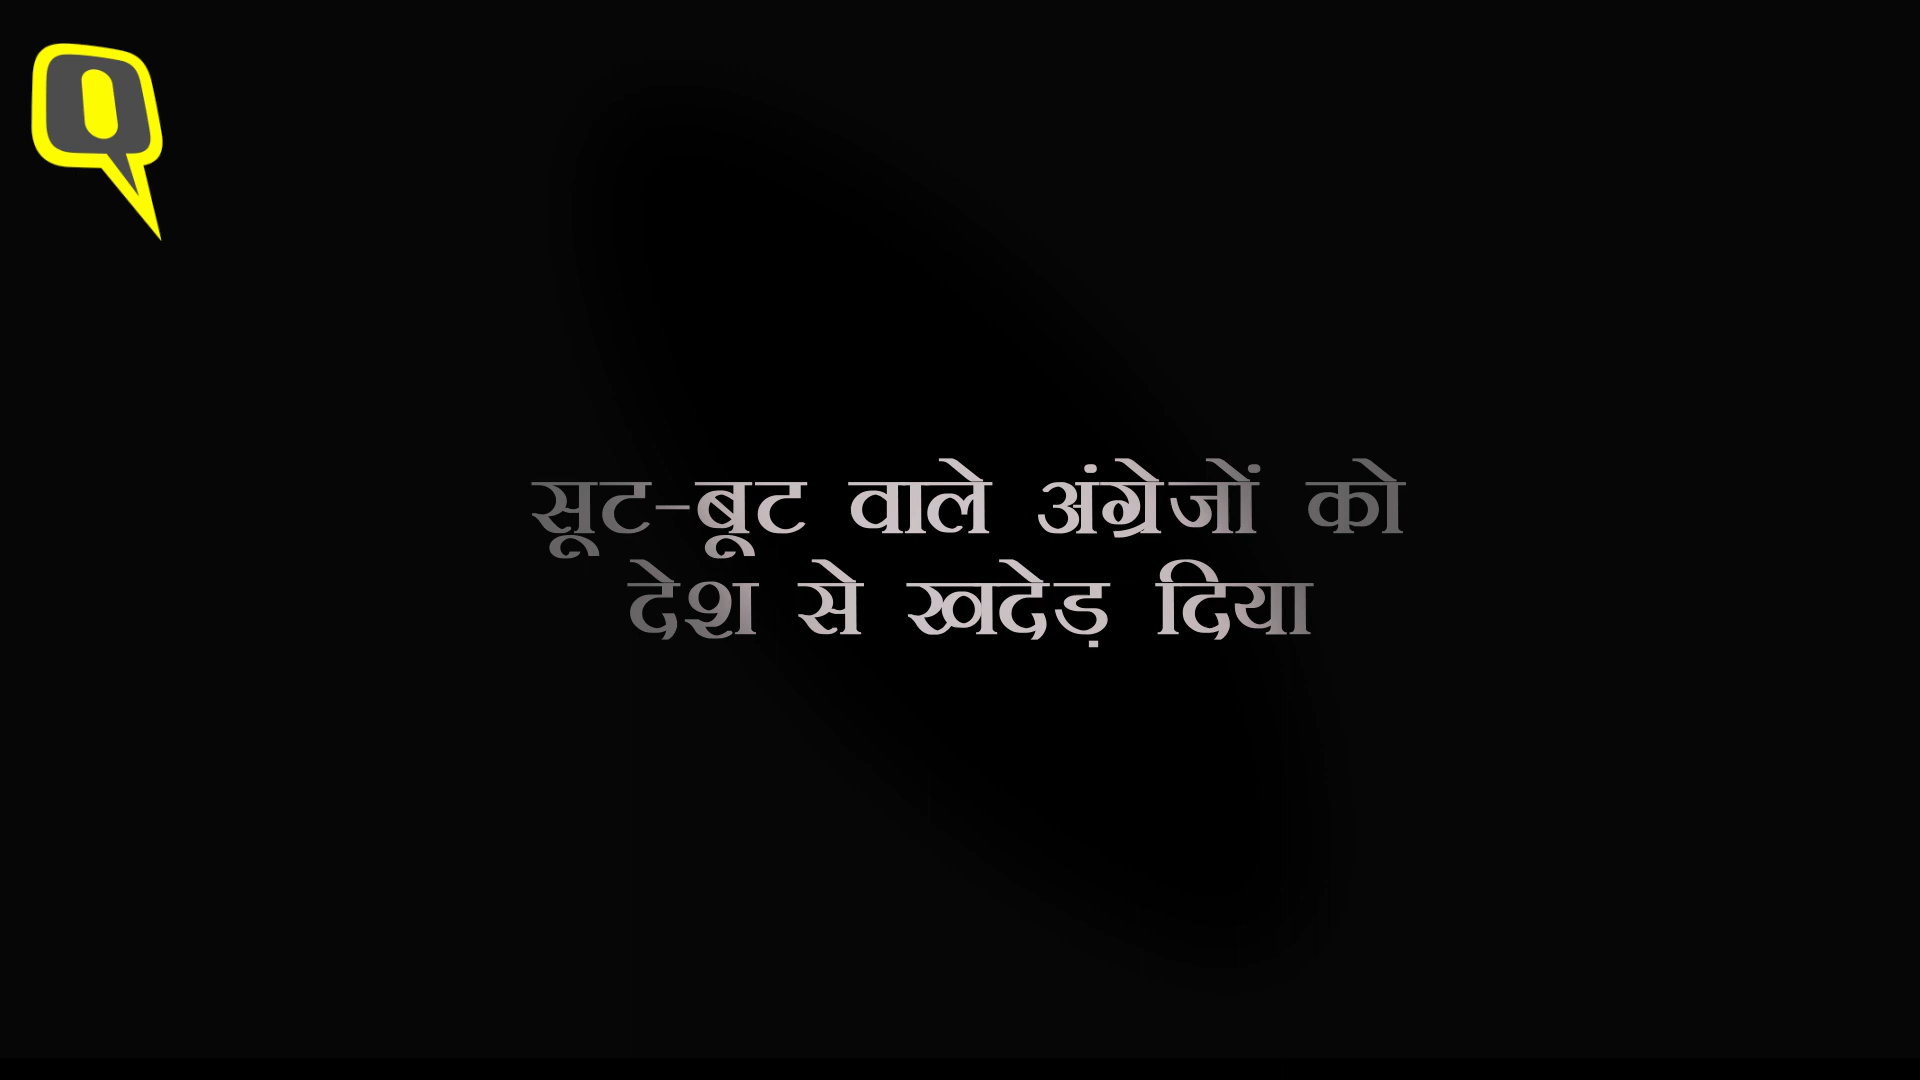 सूट-बूट वाले अंग्रेजों को
देश से खदेड़ दिया